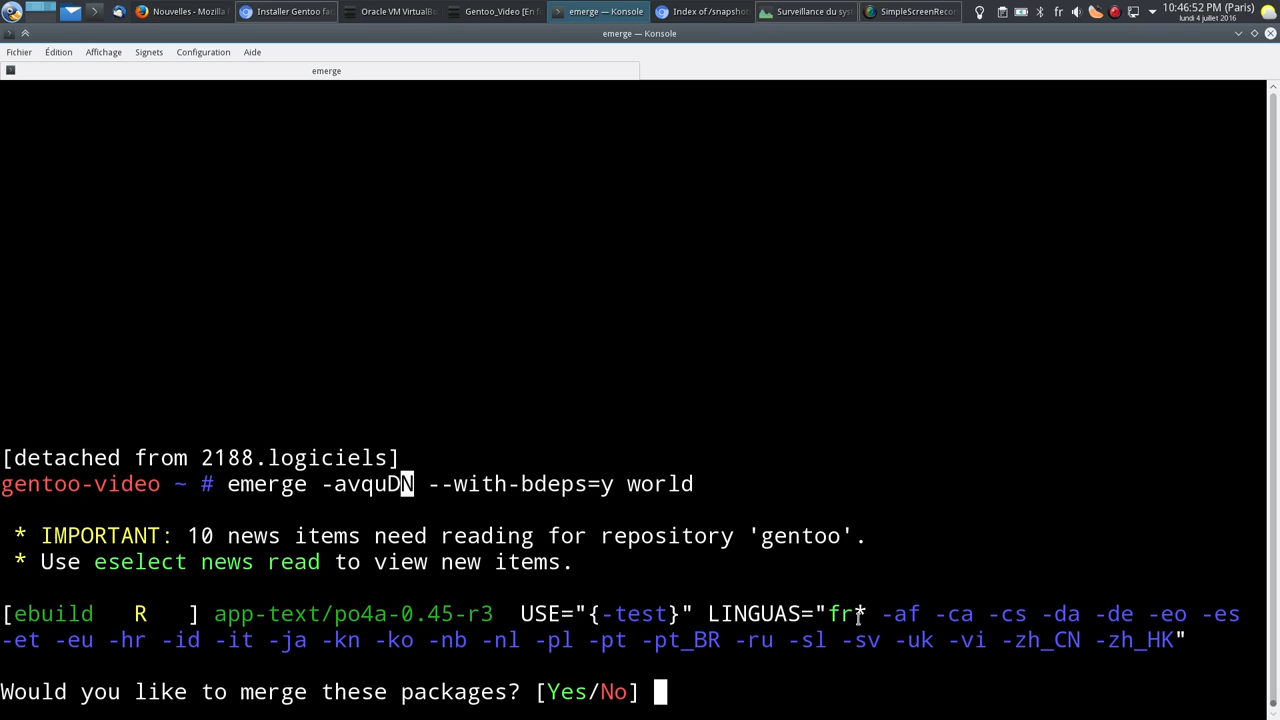 Nouvelles - Mozilla F
Installer Gentoo fac
Oracle VM VirtualBo
Gentoo_Video [En fo
emerge — Konsole
Index of /snapshot
Surveillance du sys
SimpleScreenRecor
fr
10:46:52 PM (Paris)
lundi 4 juillet 2016
emerge — Konsole
Fichier Édition Affichage Signets Configuration Aide
emerge
[detached from 2188.logiciels]
gentoo-video ~ # emerge -avquDN --with-bdeps=y world
* IMPORTANT: 10 news items need reading for repository 'gentoo'.
* Use eselect news read to view new items.
[ebuild R ] app-text/po4a-0.45-r3 USE="{-test}" LINGUAS="fr* -af -ca -cs -da -de -eo -es
-et -eu -hr -id -it -ja -kn -ko -nb -nl -pl -pt -pt_BR -ru -sl -sv -uk -vi -zh_CN -zh_HK"
Would you like to merge these packages? [Yes/No]